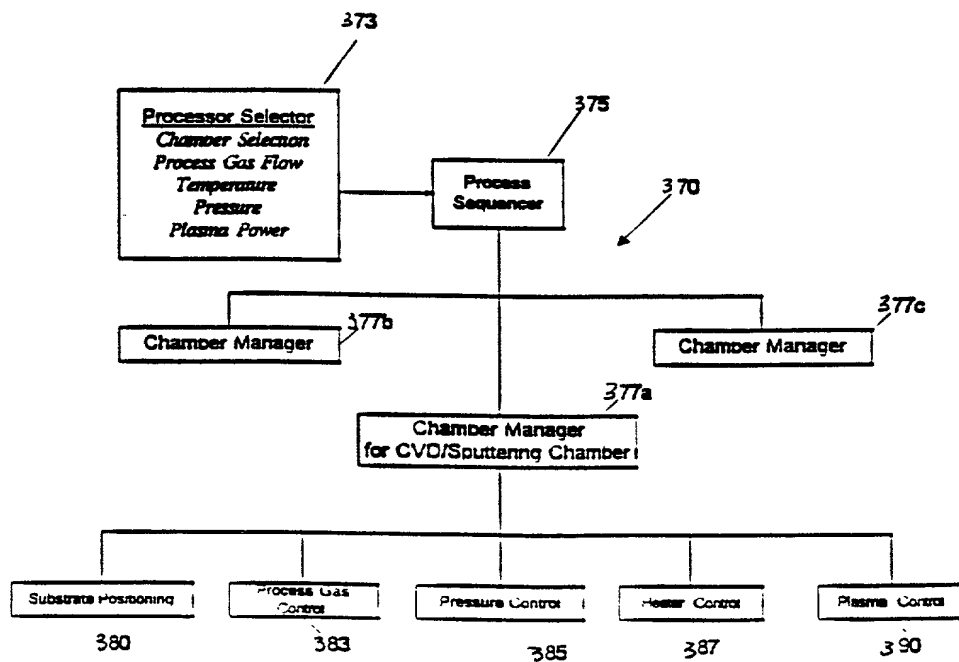 373
Processor Selector
Chamber Selection
Process Gas Flow
Temperature
Pressure
Plasma Power
375
Process
Sequencer
370
377b
Chamber Manager
377c
Chamber Manager
377a
Chamber Manager
for CVD/Sputtering Chamber
Substrate Positioning
Process Gas
Control
Pressure Control
Heater Control
Plasma Control
380
383
385
387
390